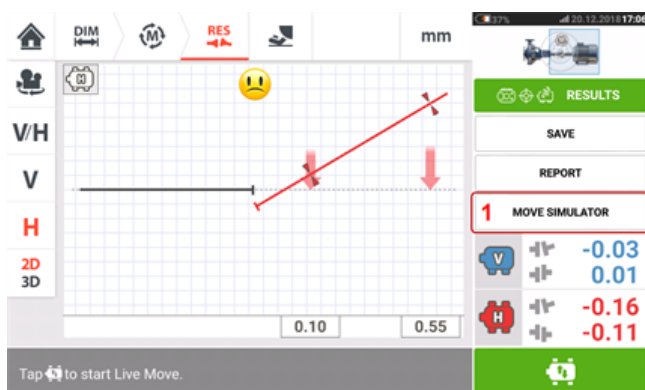 DIM
M
RES
mm
37%
20.12.2018 17:06
H
RESULTS
V/H
SAVE
V
REPORT
H
1 MOVE SIMULATOR
2D
3D
V
-0.03
0.01
H
-0.16
-0.11
0.10
0.55
Tap to start Live Move.